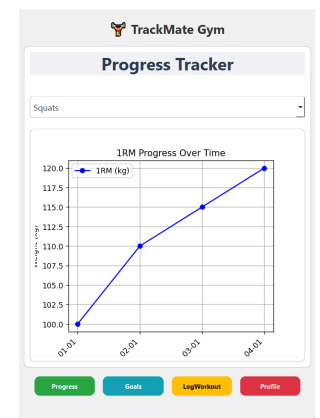 TrackMate Gym
Progress Tracker
Squats
1RM Progress Over Time
1RM (kg)
120.0
117.5
115.0
112.5
110.0
107.5
105.0
102.5
100.0
01-01 02-01 03-01 04-01
Progress Goals LogWorkout Profile